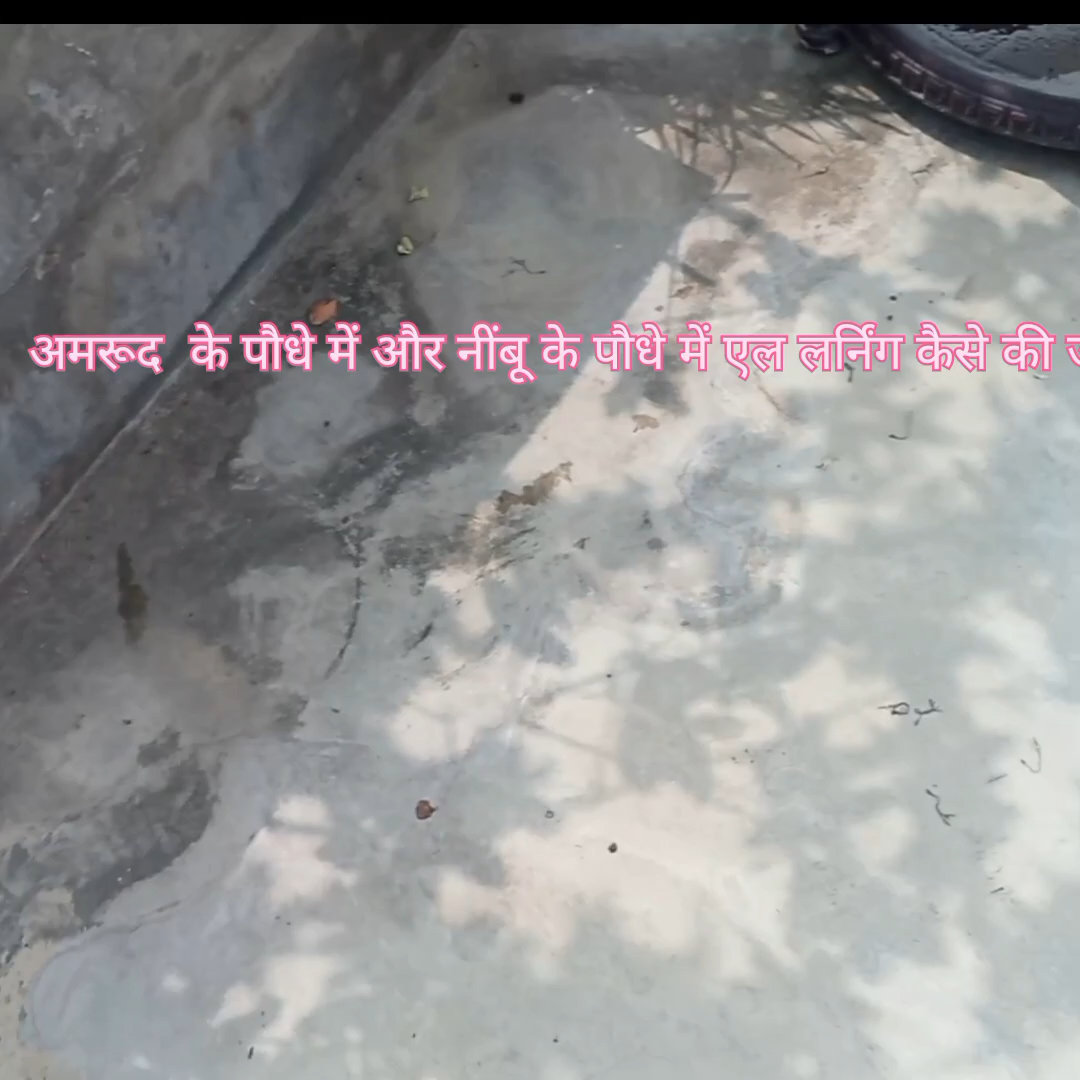 अमरूद के पौधे में और नींबू के पौधे में एल लर्निंग कैसे की